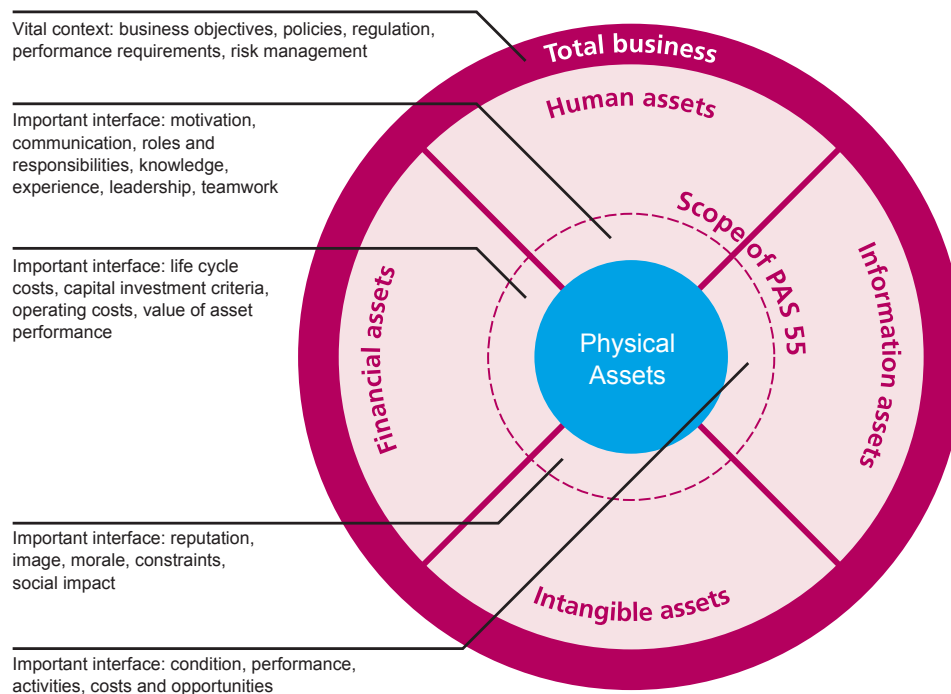 Vital context: business objectives, policies, regulation,
performance requirements, risk management
Important interface: motivation,
communication, roles and
responsibilities, knowledge,
experience, leadership, teamwork
Important interface: life cycle
costs, capital investment criteria,
operating costs, value of asset
performance
Important interface: reputation,
image, morale, constraints,
social impact
Important interface: condition, performance,
activities, costs and opportunities
Total business
Human assets
Scope of PAS 55
Financial assets
Physical
Assets
Information assets
Intangible assets